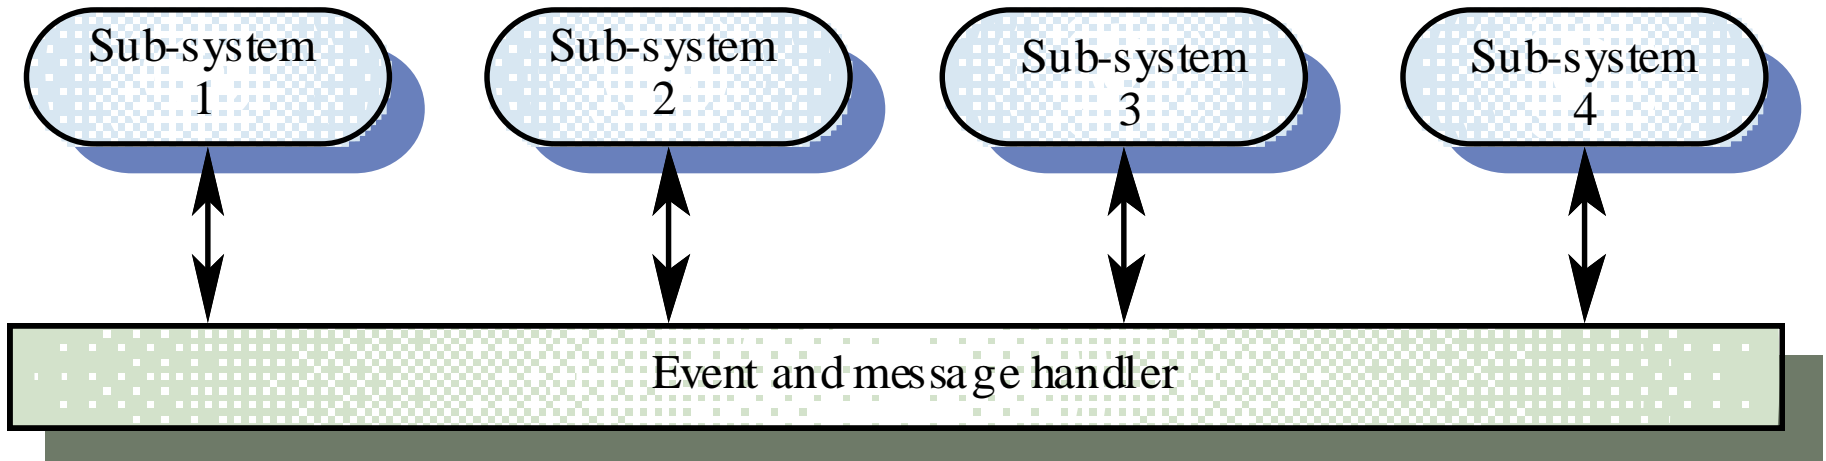 Sub-system
1
Sub-system
2
Sub-system
3
Sub-system
4
Event and message handler